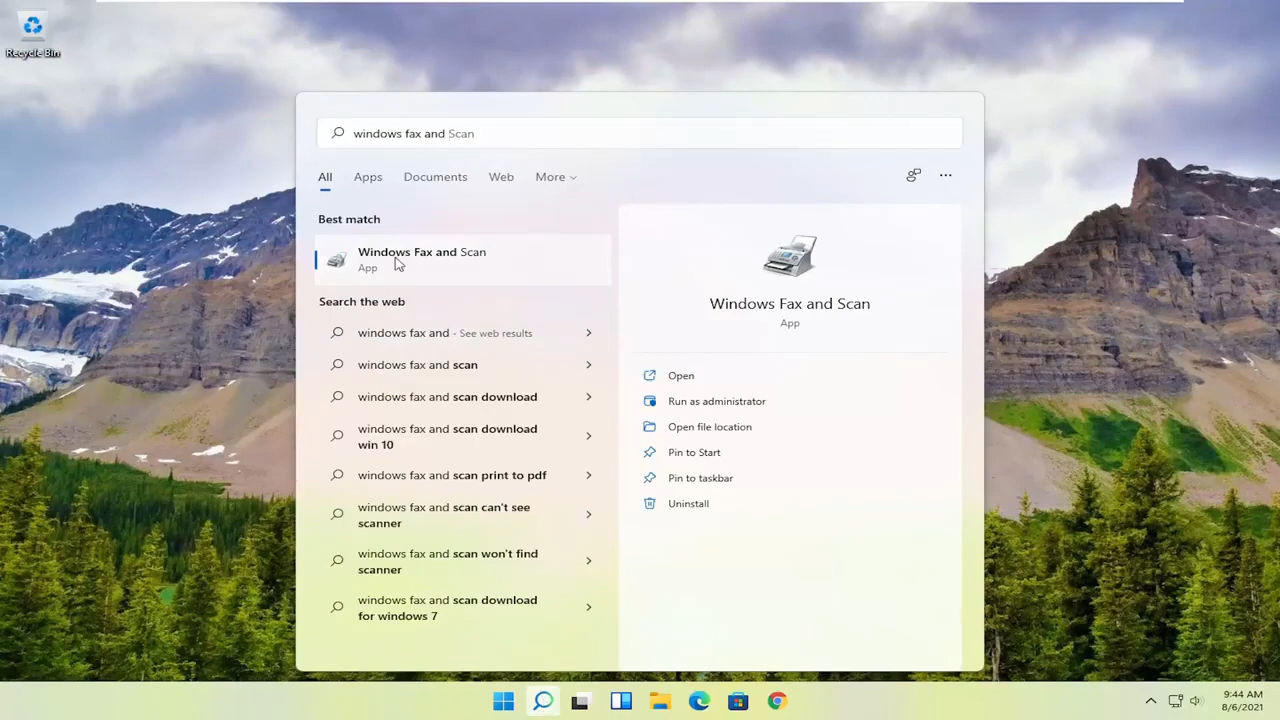 Recycle Bin
windows fax and Scan
All Apps Documents Web More
Best match
Windows Fax and Scan
App
Search the web
windows fax and - See web results
windows fax and scan
windows fax and scan download
windows fax and scan download
win 10
windows fax and scan print to pdf
windows fax and scan can't see
scanner
windows fax and scan won't find
scanner
windows fax and scan download
for windows 7
Windows Fax and Scan
App
Open
Run as administrator
Open file location
Pin to Start
Pin to taskbar
Uninstall
9:44 AM
8/6/2021